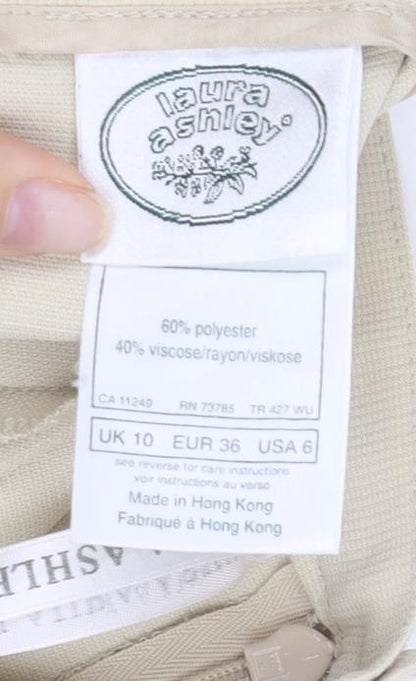 laura
ashley
60% polyester
40% viscose/rayon/viskose
CA 11249 RN 73785 TR 427 WU
UK 10 EUR 36 USA 6
see reverse for care instructions
voir instructions au verso
Made in Hong Kong
Fabriqué à Hong Kong
ASHLE